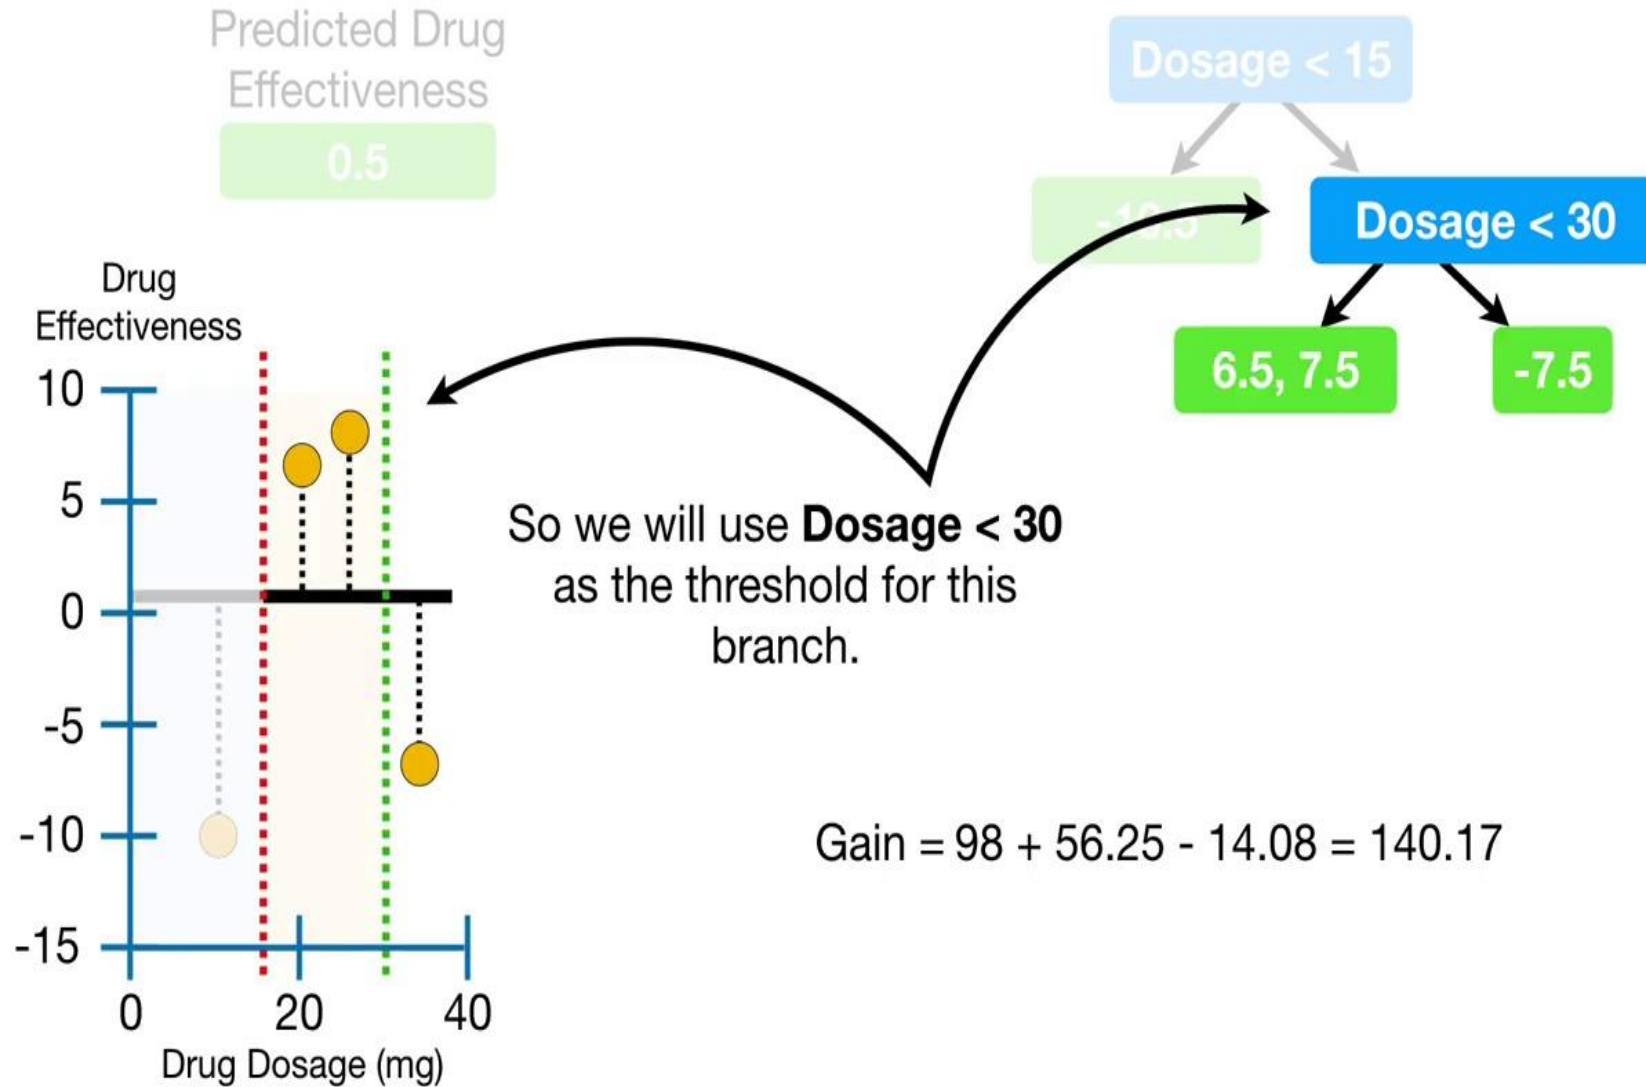 Predicted Drug
Effectiveness
0.5
Dosage < 15
-10.5
Dosage < 30
6.5, 7.5
-7.5
Drug
Effectiveness
10
5
0
-5
-10
-15
0
20
40
Drug Dosage (mg)
So we will use Dosage < 30
as the threshold for this
branch.
Gain = 98 + 56.25 - 14.08 = 140.17